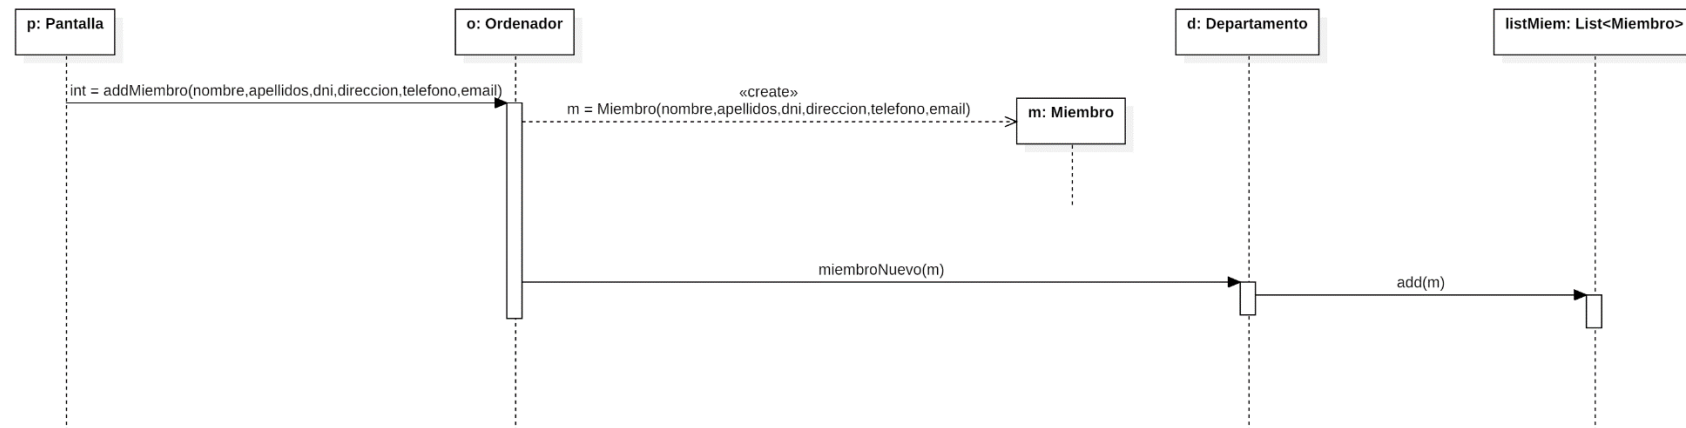 p: Pantalla
o: Ordenador
d: Departamento
listMiem: List<Miembro>
int = addMiembro(nombre,apellidos,dni,direccion,telefono,email)
«create»
m = Miembro(nombre,apellidos,dni,direccion,telefono,email)
m: Miembro
miembroNuevo(m)
add(m)